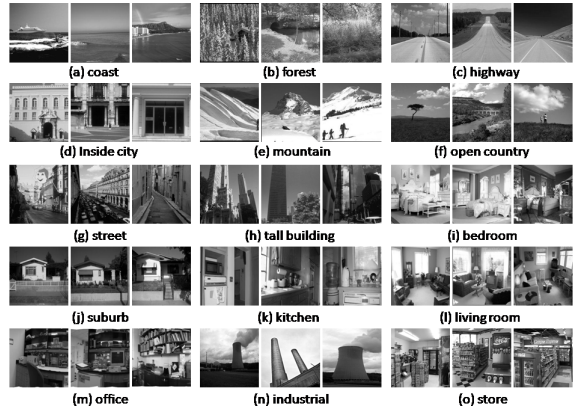 (a) coast
(b) forest
(c) highway
(d) Inside city
(e) mountain
(f) open country
(g) street
(h) tall building
(i) bedroom
(j) suburb
(k) kitchen
(l) living room
(m) office
(n) industrial
(o) store